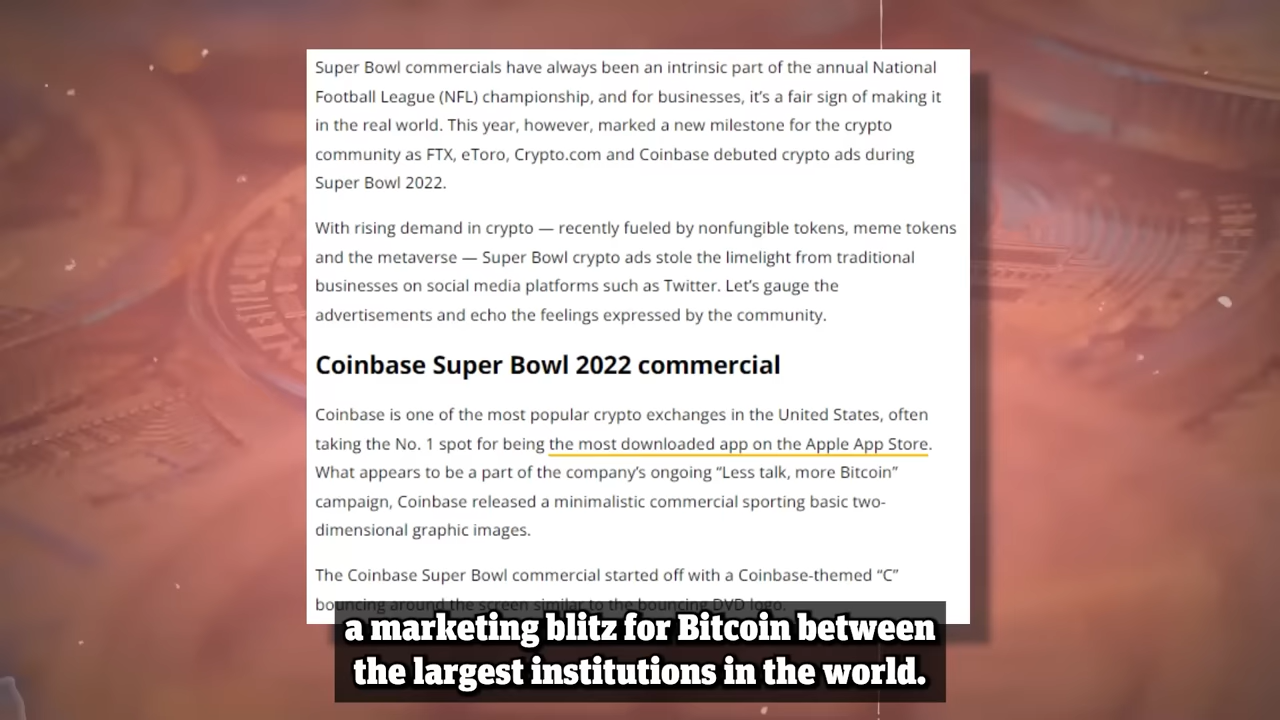 Super Bowl commercials have always been an intrinsic part of the annual National
Football League (NFL) championship, and for businesses, it’s a fair sign of making it
in the real world. This year, however, marked a new milestone for the crypto
community as FTX, eToro, Crypto.com and Coinbase debuted crypto ads during
Super Bowl 2022.
With rising demand in crypto — recently fueled by nonfungible tokens, meme tokens
and the metaverse — Super Bowl crypto ads stole the limelight from traditional
businesses on social media platforms such as Twitter. Let’s gauge the
advertisements and echo the feelings expressed by the community.
Coinbase Super Bowl 2022 commercial
Coinbase is one of the most popular crypto exchanges in the United States, often
taking the No. 1 spot for being the most downloaded app on the Apple App Store.
What appears to be a part of the company’s ongoing “Less talk, more Bitcoin”
campaign, Coinbase released a minimalistic commercial sporting basic two-
dimensional graphic images.
The Coinbase Super Bowl commercial started off with a Coinbase-themed “C”
bouncing around the screen similar to the bouncing DVD logo.
a marketing blitz for Bitcoin between
the largest institutions in the world.